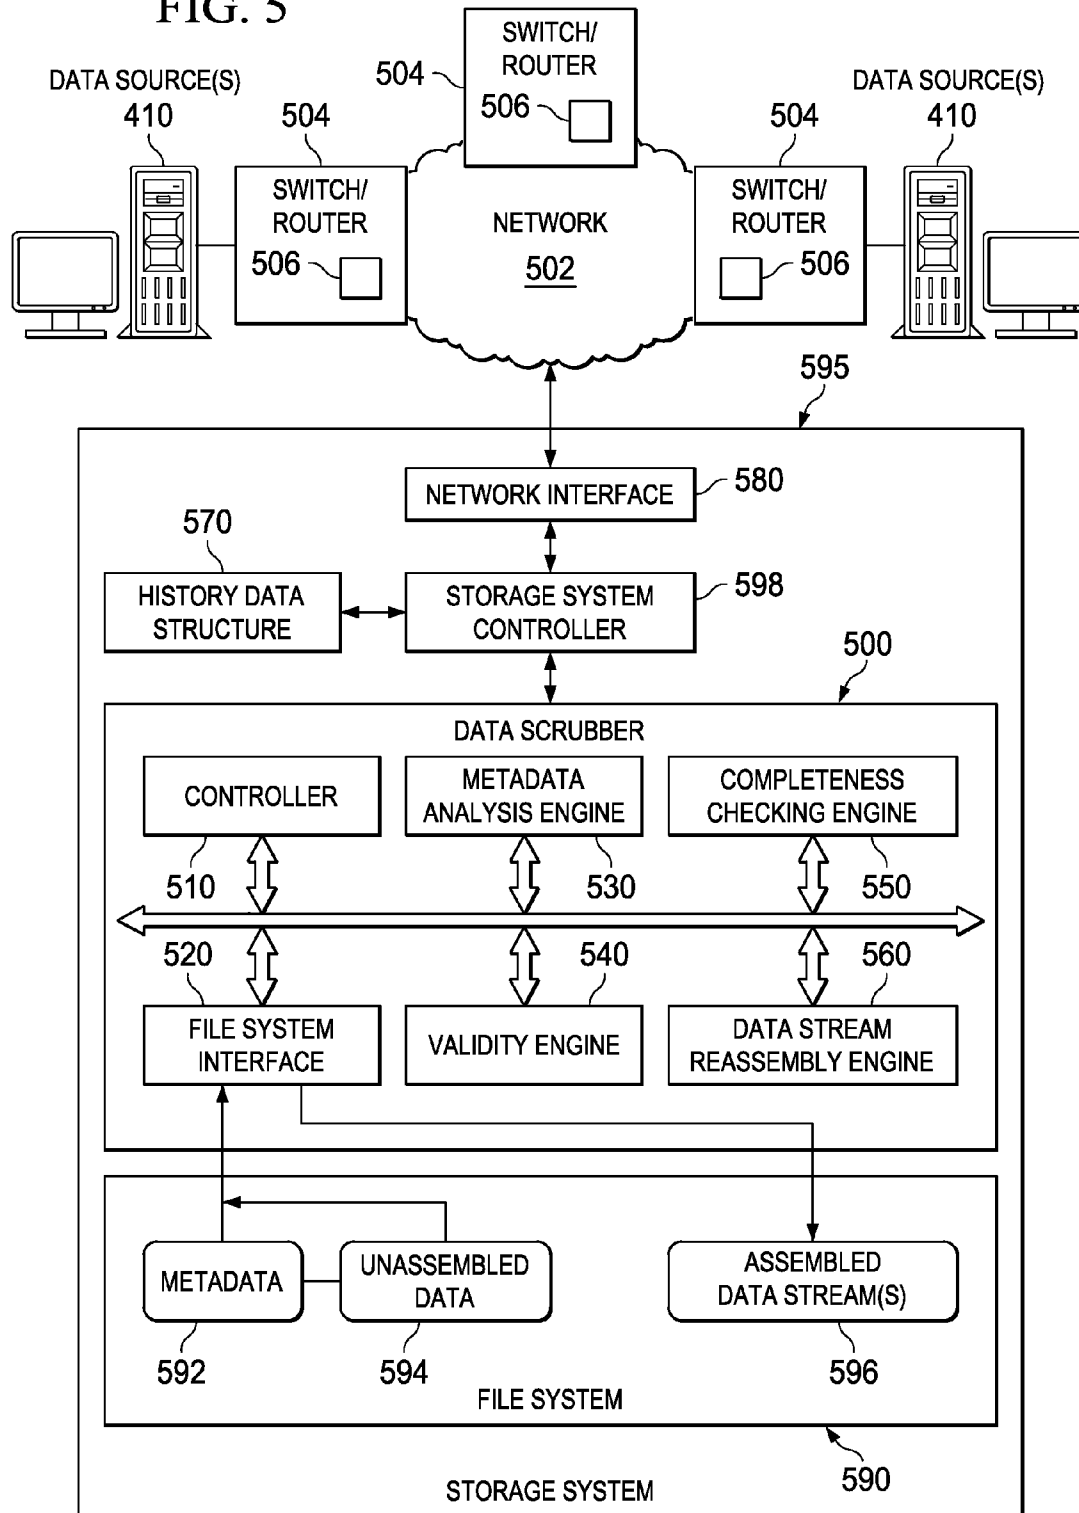 FIG. 5
SWITCH/
ROUTER
504
506
DATA SOURCE(S)
410
504
SWITCH/
ROUTER
506
NETWORK
502
DATA SOURCE(S)
410
504
SWITCH/
ROUTER
506
595
NETWORK INTERFACE
580
570
HISTORY DATA
STRUCTURE
STORAGE SYSTEM
CONTROLLER
598
500
DATA SCRUBBER
CONTROLLER
510
METADATA
ANALYSIS ENGINE
530
COMPLETENESS
CHECKING ENGINE
550
520
FILE SYSTEM
INTERFACE
540
VALIDITY ENGINE
560
DATA STREAM
REASSEMBLY ENGINE
METADATA
592
UNASSEMBLED
DATA
594
ASSEMBLED
DATA STREAM(S)
596
FILE SYSTEM
590
STORAGE SYSTEM